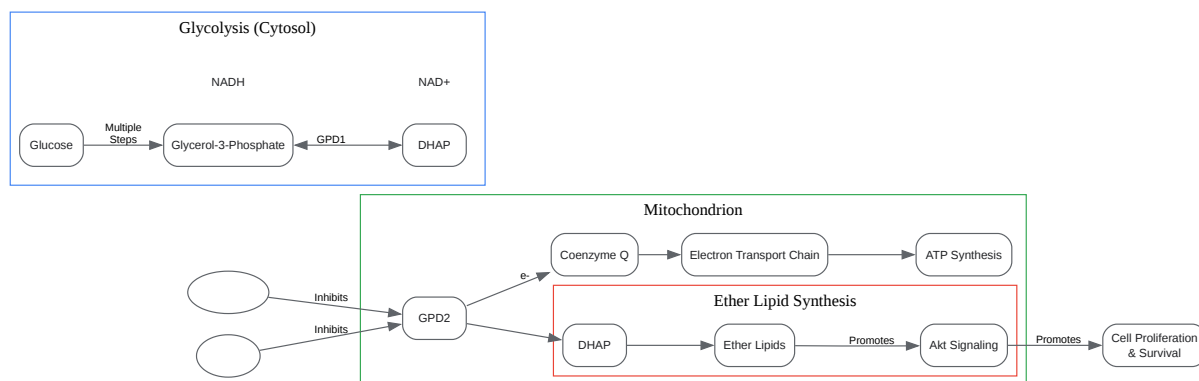 Glycolysis (Cytosol)
NADH
NAD+
Glucose
Multiple
Steps
Glycerol-3-Phosphate
GPD1
DHAP
Mitochondrion
Coenzyme Q
Electron Transport Chain
ATP Synthesis
e-
Inhibits
Inhibits
GPD2
Ether Lipid Synthesis
DHAP
Ether Lipids
Promotes
Akt Signaling
Promotes
Cell Proliferation
& Survival